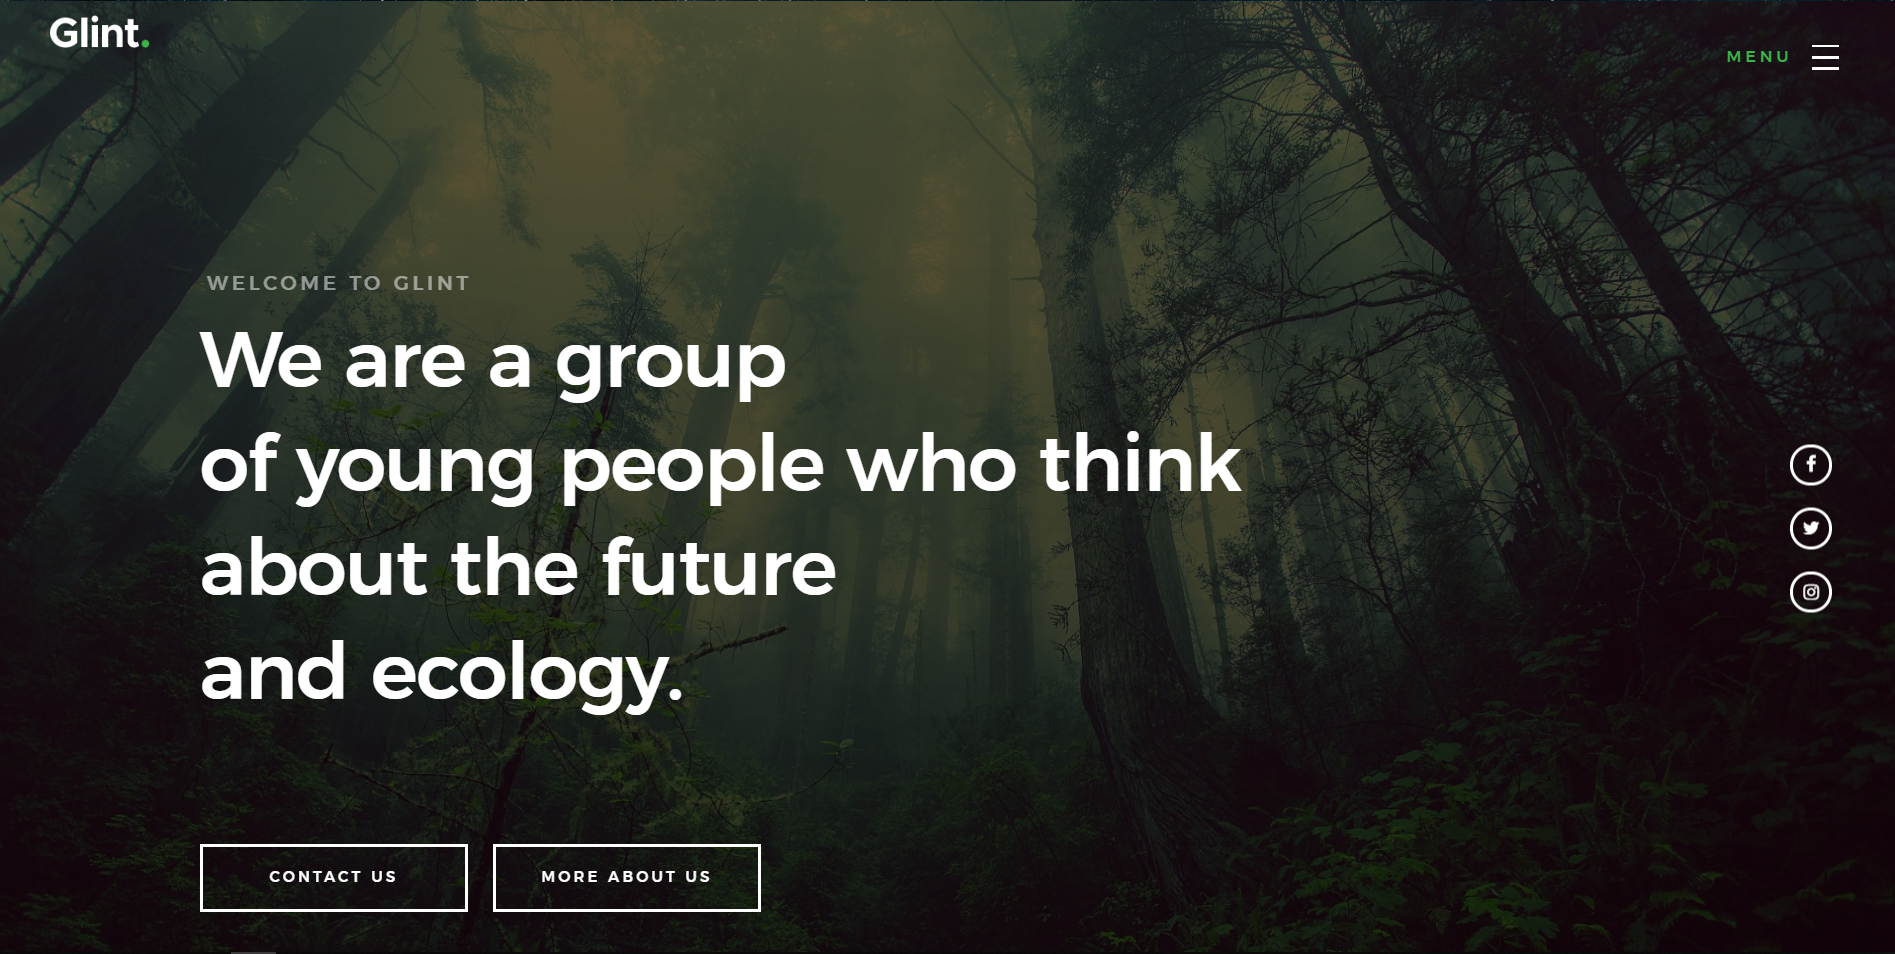 Glint.
MENU
WELCOME TO GLINT
We are a group
of young people who think
about the future
and ecology.
CONTACT US
MORE ABOUT US